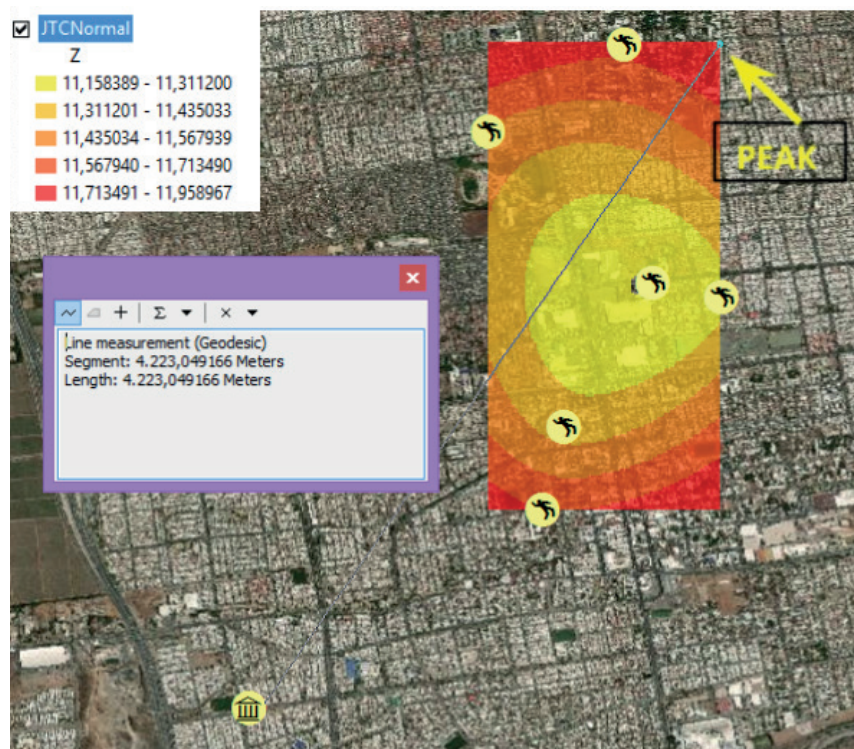 JTCNormal
Z
11,158389 - 11,311200
11,311201 - 11,435033
11,435034 - 11,567939
11,567940 - 11,713490
11,713491 - 11,958967
PEAK
Line measurement (Geodesic)
Segment: 4.223,049166 Meters
Length: 4.223,049166 Meters